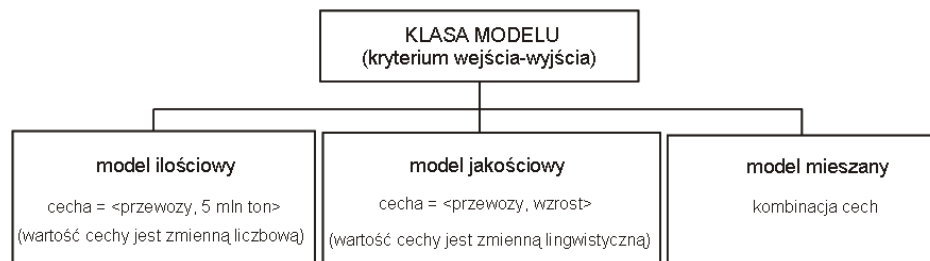 KLASA MODELU
(kryterium wejścia-wyjścia)
model ilościowy
cecha = <przewozy, 5 mln ton>
(wartość cechy jest zmienną liczbową)
model jakościowy
cecha = <przewozy, wzrost>
(wartość cechy jest zmienną lingwistyczną)
model mieszany
kombinacja cech